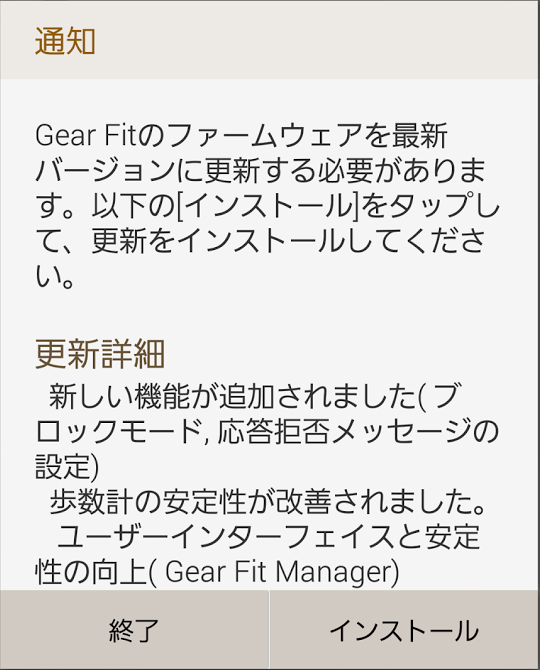 通知
Gear Fitのファームウェアを最新
バージョンに更新する必要がありま
す。以下の[インストール]をタップし
て、更新をインストールしてくださ
い。
更新詳細
新しい機能が追加されました( ブ
ロックモード, 応答拒否メッセージの
設定)
歩数計の安定性が改善されました。
ユーザーインターフェイスと安定
性の向上( Gear Fit Manager)
終了
インストール